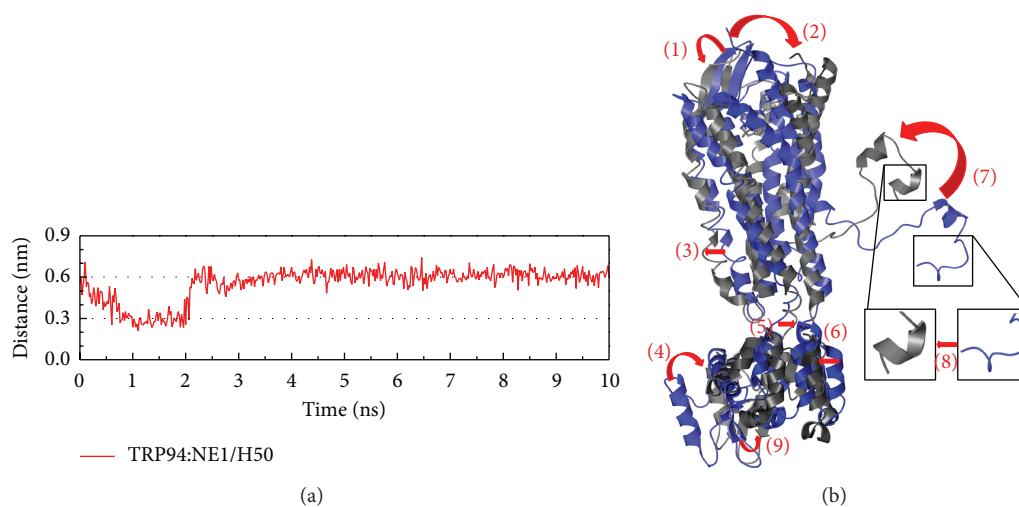 0.9
0.6
0.3
0.0
Distance (nm)
0 1 2 3 4 5 6 7 8 9 10
Time (ns)
TRP94:NE1/H50
(a)
(1)
(2)
(3)
(4)
(5)
(6)
(7)
(8)
(9)
(b)